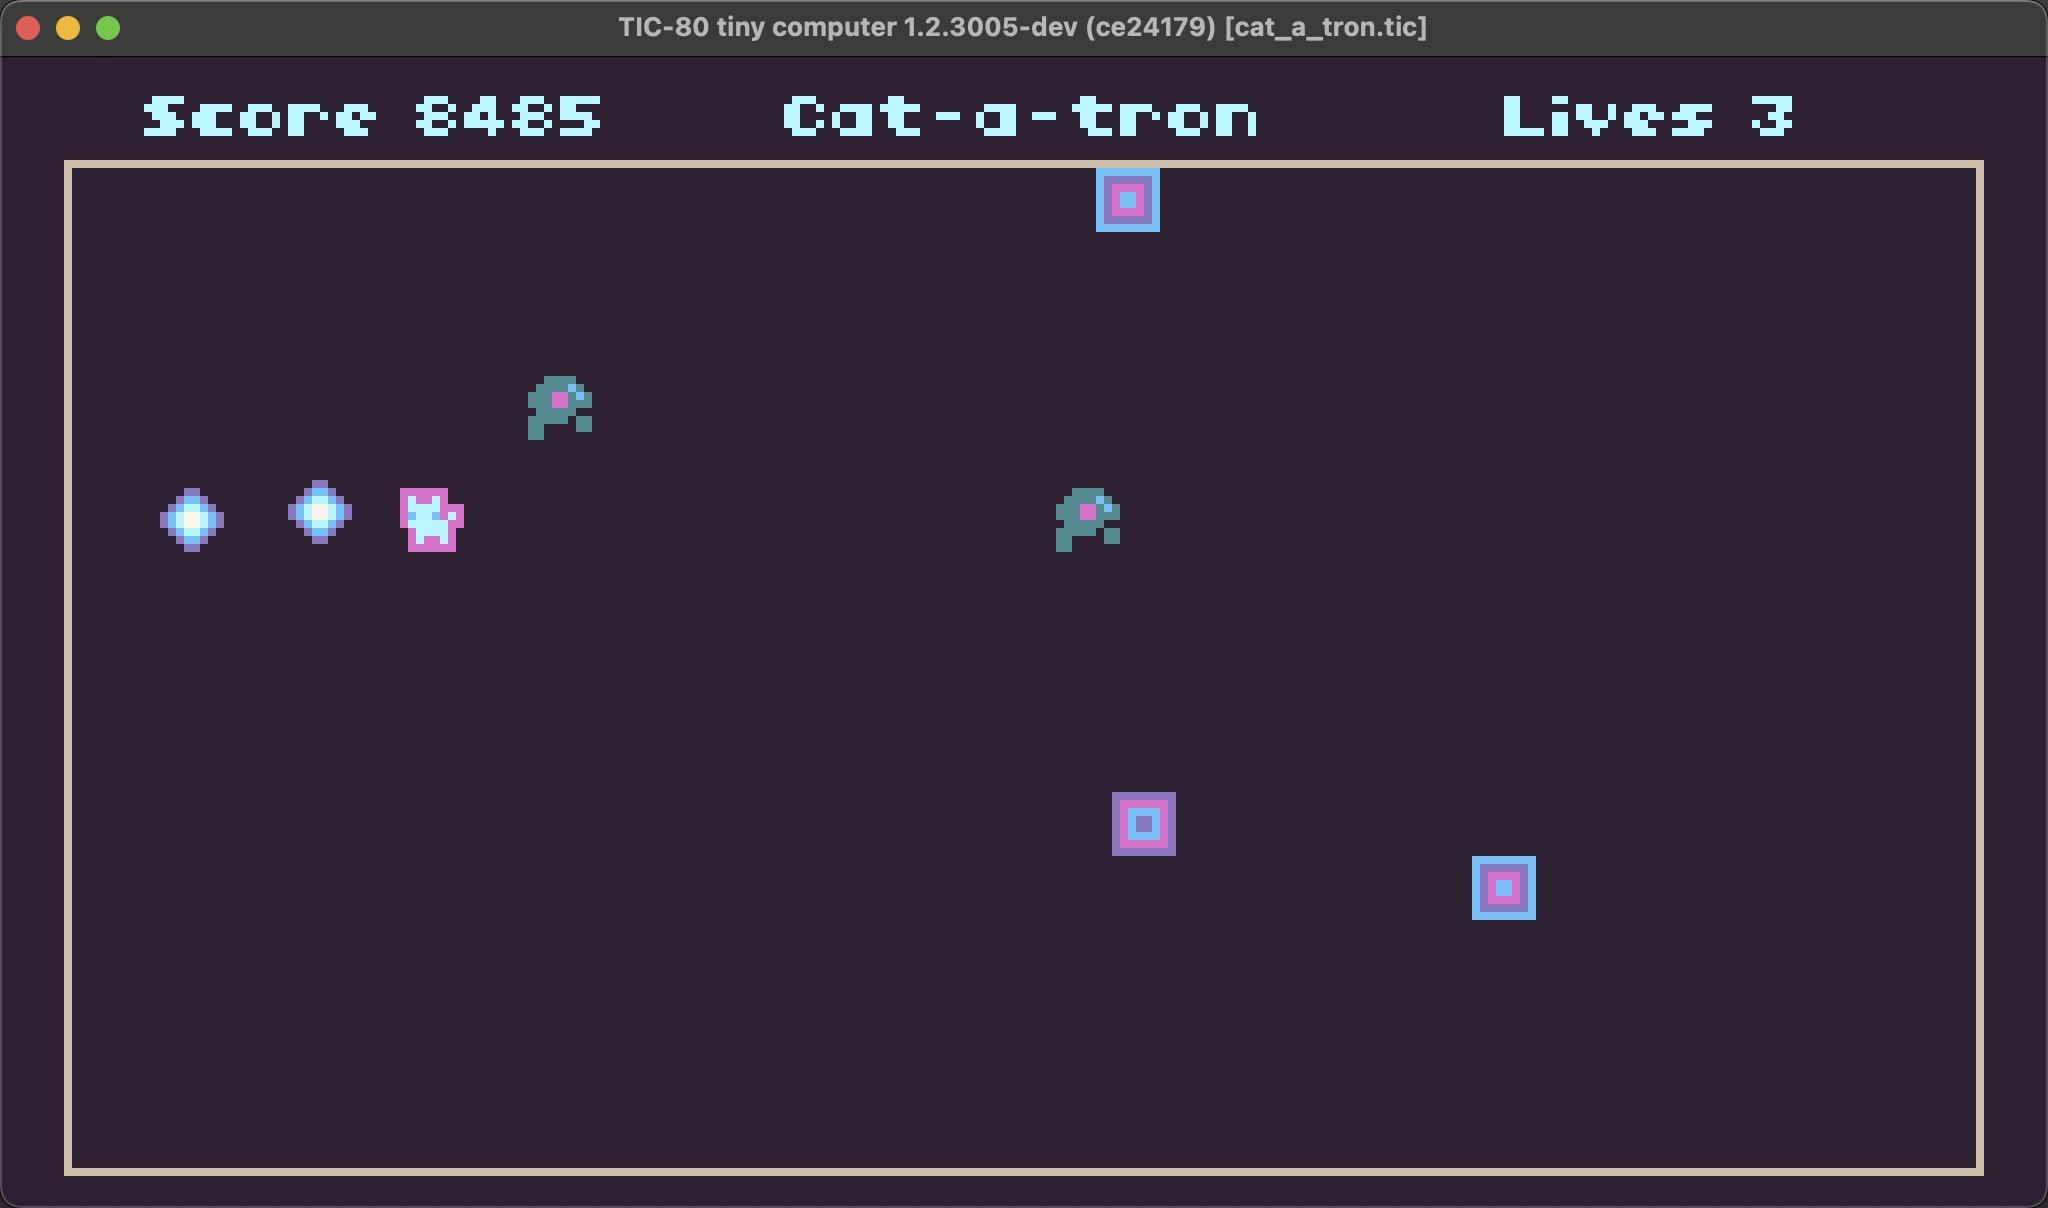 TIC-80 tiny computer 1.2.3005-dev (ce24179) [cat_a_tron.tic]
Score 8485 Cat-a-tron Lives 3